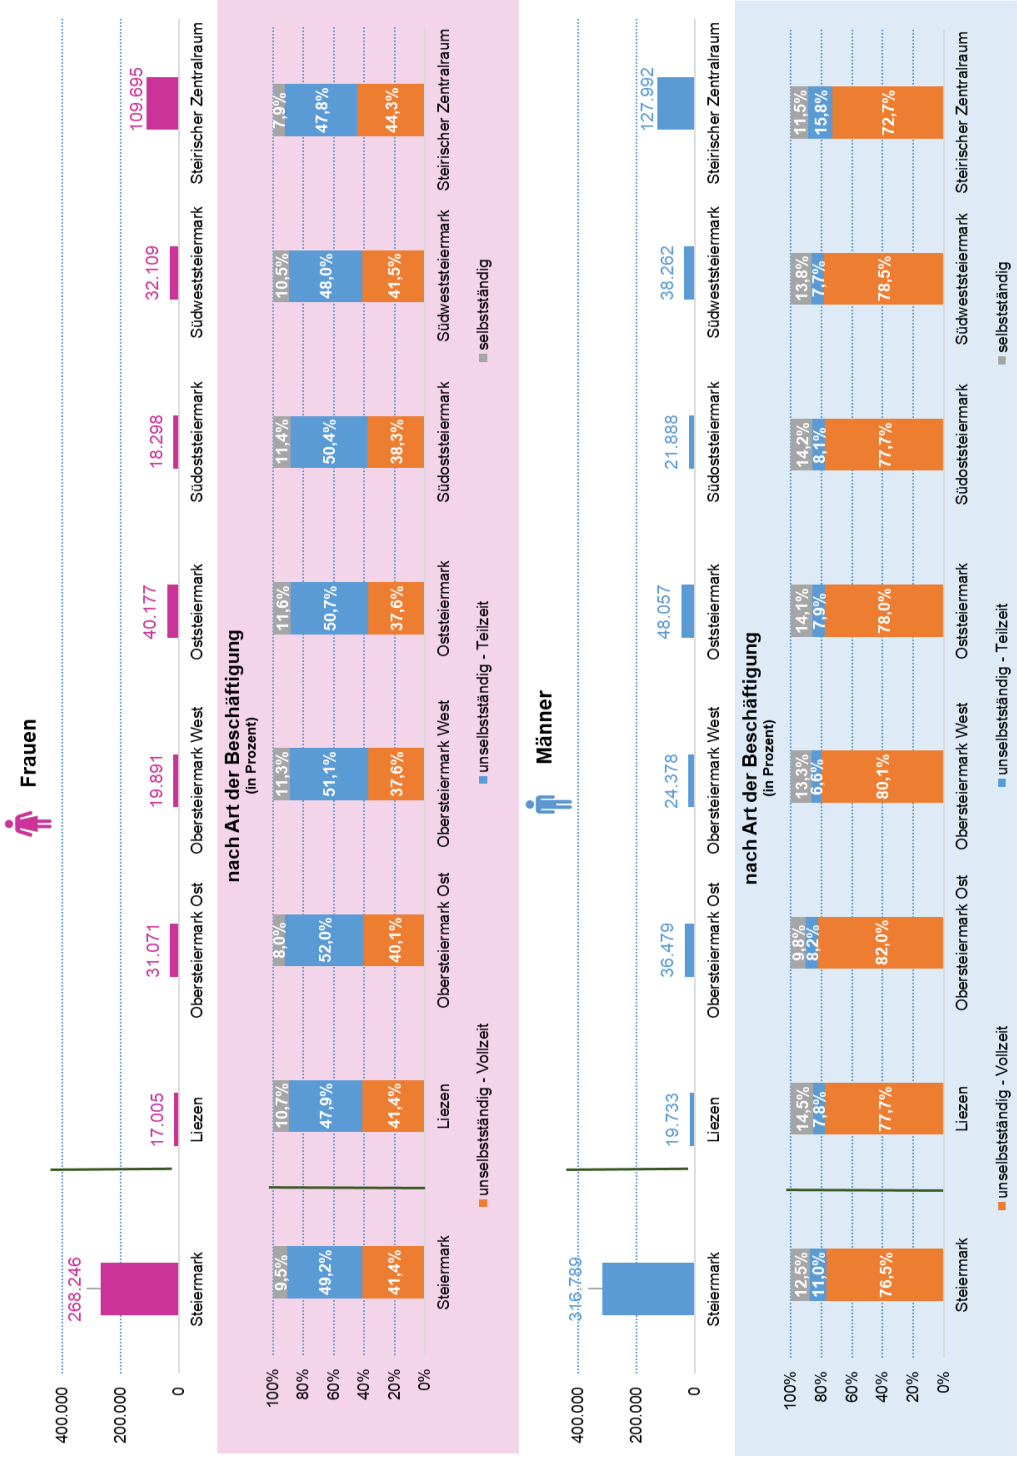 Frauen
400.000
200.000
0
268.246
17.005
31.071
19.891
40.177
18.298
32.109
109.695
Steiermark
Liezen
Obersteiermark Ost
Obersteiermark West
Oststeiermark
Südoststeiermark
Südweststeiermark
Steirischer Zentralraum
nach Art der Beschäftigung
(in Prozent)
100%
80%
60%
40%
20%
0%
9,5%
49,2%
41,4%
10,7%
47,9%
41,4%
8,0%
52,0%
40,1%
11,3%
51,1%
37,6%
11,6%
50,7%
37,6%
11,4%
50,4%
38,3%
10,5%
48,0%
41,5%
7,9%
47,8%
44,3%
Steiermark
Liezen
Obersteiermark Ost
Obersteiermark West
Oststeiermark
Südoststeiermark
Südweststeiermark
Steirischer Zentralraum
unselbstständig - Vollzeit
unselbstständig - Teilzeit
selbstständig
Männer
400.000
200.000
0
316.789
19.733
36.479
24.378
48.057
21.888
38.262
127.992
Steiermark
Liezen
Obersteiermark Ost
Obersteiermark West
Oststeiermark
Südoststeiermark
Südweststeiermark
Steirischer Zentralraum
nach Art der Beschäftigung
(in Prozent)
100%
80%
60%
40%
20%
0%
12,5%
11,0%
76,5%
14,5%
7,8%
77,7%
9,8%
8,2%
82,0%
13,3%
6,6%
80,1%
14,1%
7,9%
78,0%
14,2%
8,1%
77,7%
13,8%
7,7%
78,5%
11,5%
15,8%
72,7%
Steiermark
Liezen
Obersteiermark Ost
Obersteiermark West
Oststeiermark
Südoststeiermark
Südweststeiermark
Steirischer Zentralraum
unselbstständig - Vollzeit
unselbstständig - Teilzeit
selbstständig